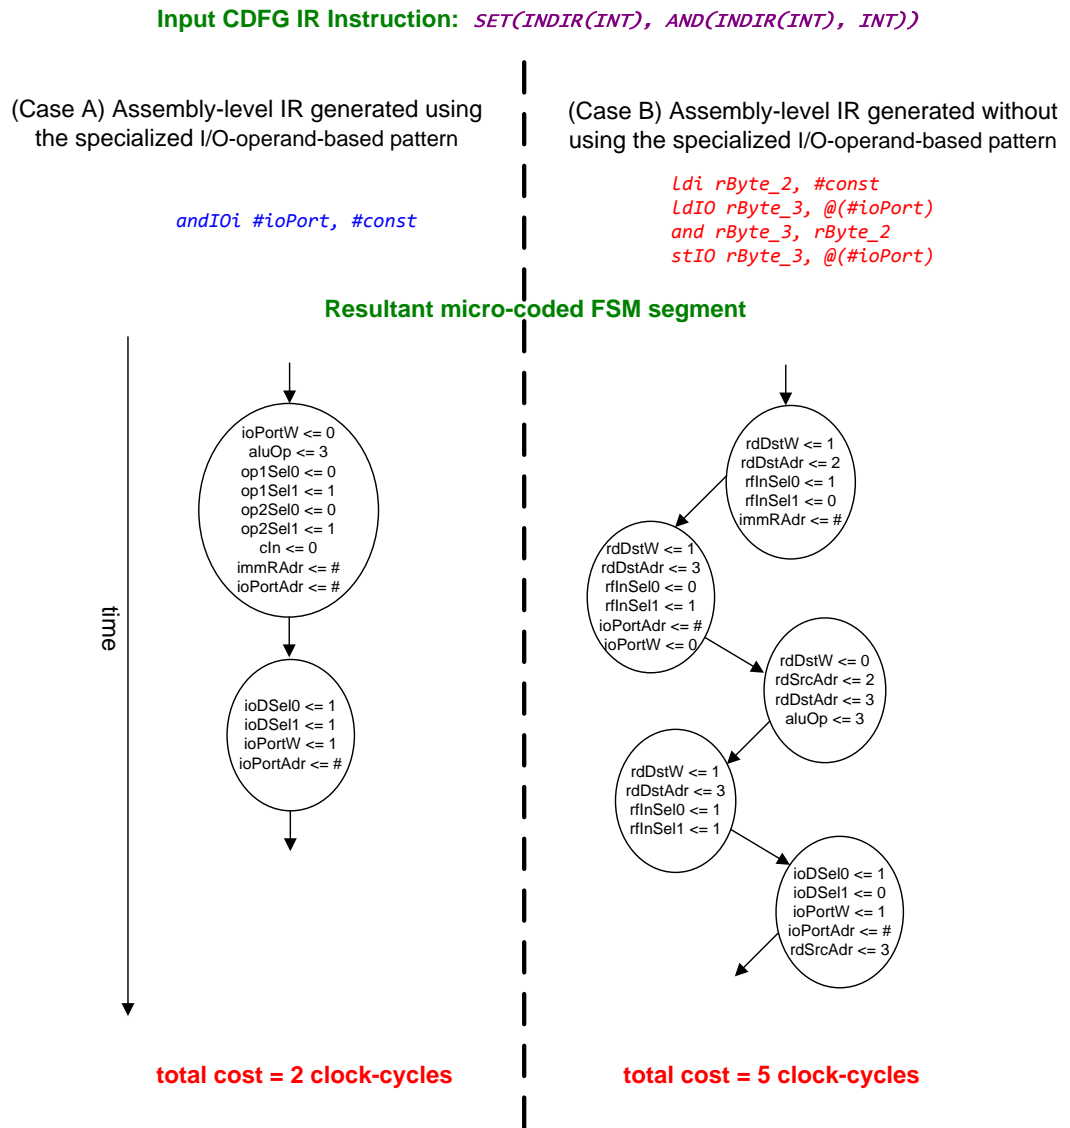 Input CDFG IR Instruction: SET(INDIR(INT), AND(INDIR(INT), INT))
(Case A) Assembly-level IR generated using
the specialized I/O-operand-based pattern
andIOi #ioPort, #const
(Case B) Assembly-level IR generated without
using the specialized I/O-operand-based pattern
ldi rByte_2, #const
ldIO rByte_3, @(#ioPort)
and rByte_3, rByte_2
stIO rByte_3, @(#ioPort)
Resultant micro-coded FSM segment
time
ioPortW <= 0
aluOp <= 3
op1Sel0 <= 0
op1Sel1 <= 1
op2Sel0 <= 0
op2Sel1 <= 1
cIn <= 0
immRAdr <= #
ioPortAdr <= #
ioDSel0 <= 1
ioDSel1 <= 1
ioPortW <= 1
ioPortAdr <= #
rdDstW <= 1
rdDstAdr <= 2
rfInSel0 <= 1
rfInSel1 <= 0
immRAdr <= #
rdDstW <= 1
rdDstAdr <= 3
rfInSel0 <= 0
rfInSel1 <= 1
ioPortAdr <= #
ioPortW <= 0
rdDstW <= 0
rdSrcAdr <= 2
rdDstAdr <= 3
aluOp <= 3
rdDstW <= 1
rdDstAdr <= 3
rfInSel0 <= 1
rfInSel1 <= 1
ioDSel0 <= 1
ioDSel1 <= 0
ioPortW <= 1
ioPortAdr <= #
rdSrcAdr <= 3
total cost = 2 clock-cycles
total cost = 5 clock-cycles